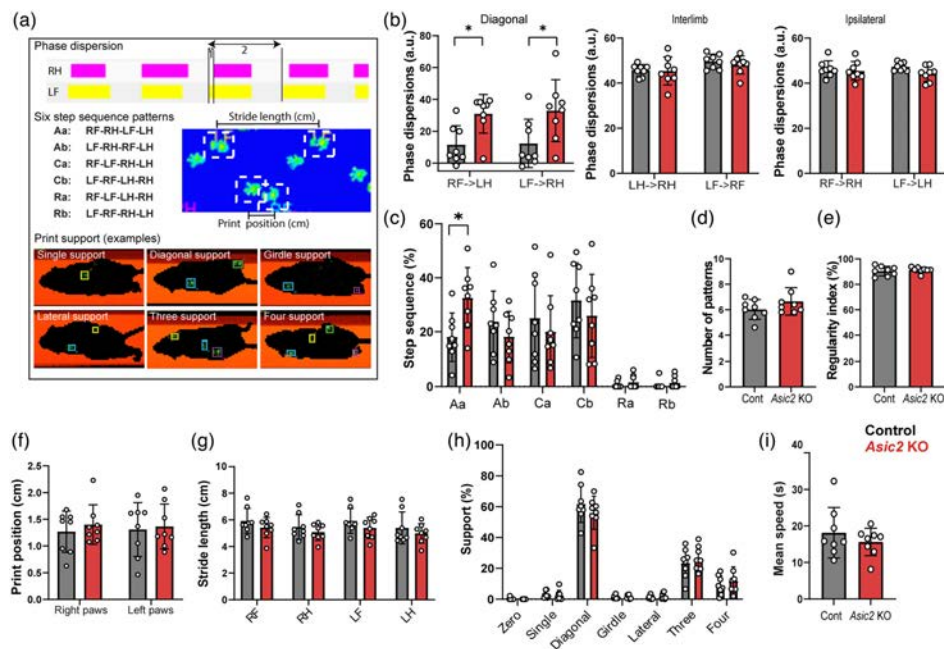 (a)
Phase dispersion
1 2
RH
LF
Six step sequence patterns
Aa: RF-RH-LF-LH
Ab: LF-RH-RF-LH
Ca: RF-LF-RH-LH
Cb: LF-RF-LH-RH
Ra: RF-LF-LH-RH
Rb: LF-RF-RH-LH
Stride length (cm)
Print position (cm)
Print support (examples)
Single support Diagonal support Girdle support
Lateral support Three support Four support
(b)
Diagonal
Phase dispersions (a.u.)
80
60
40
20
0
* *
RF->LH LF->RH
Interlimb
Phase dispersions (a.u.)
60
40
20
0
LH->RH LF->RF
Ipsilateral
Phase dispersions (a.u.)
60
40
20
0
RF->RH LF->LH
(c)
Step sequence (%)
60
40
20
0
*
Aa Ab Ca Cb Ra Rb
(d)
Number of patterns
10
8
6
4
2
0
Cont Asic2 KO
(e)
Regularity index (%)
100
80
60
40
20
0
Cont Asic2 KO
(f)
Print position (cm)
2.5
2.0
1.5
1.0
0.5
0.0
Right paws Left paws
(g)
Stride length (cm)
10
8
6
4
2
0
RF RH LF LH
(h)
Support (%)
100
80
60
40
20
0
Zero Single Diagonal Girdle Lateral Three Four
Control
Asic2 KO
(i)
Mean speed (s)
40
30
20
10
0
Cont Asic2 KO